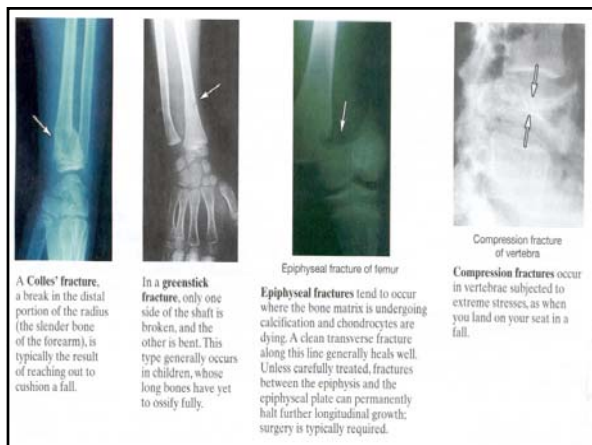 A Colles' fracture,
a break in the distal
portion of the radius
(the slender bone
of the forearm), is
typically the result
of reaching out to
cushion a fall.
In a greenstick
fracture, only one
side of the shaft is
broken, and the
other is bent. This
type generally occurs
in children, whose
long bones have yet
to ossify fully.
Epiphyseal fracture of femur
Epiphyseal fractures tend to occur
where the bone matrix is undergoing
calcification and chondrocytes are
dying. A clean transverse fracture
along this line generally heals well.
Unless carefully treated, fractures
between the epiphysis and the
epiphyseal plate can permanently
halt further longitudinal growth;
surgery is typically required.
Compression fracture
of vertebra
Compression fractures occur
in vertebrae subjected to
extreme stresses, as when
you land on your seat in a
fall.